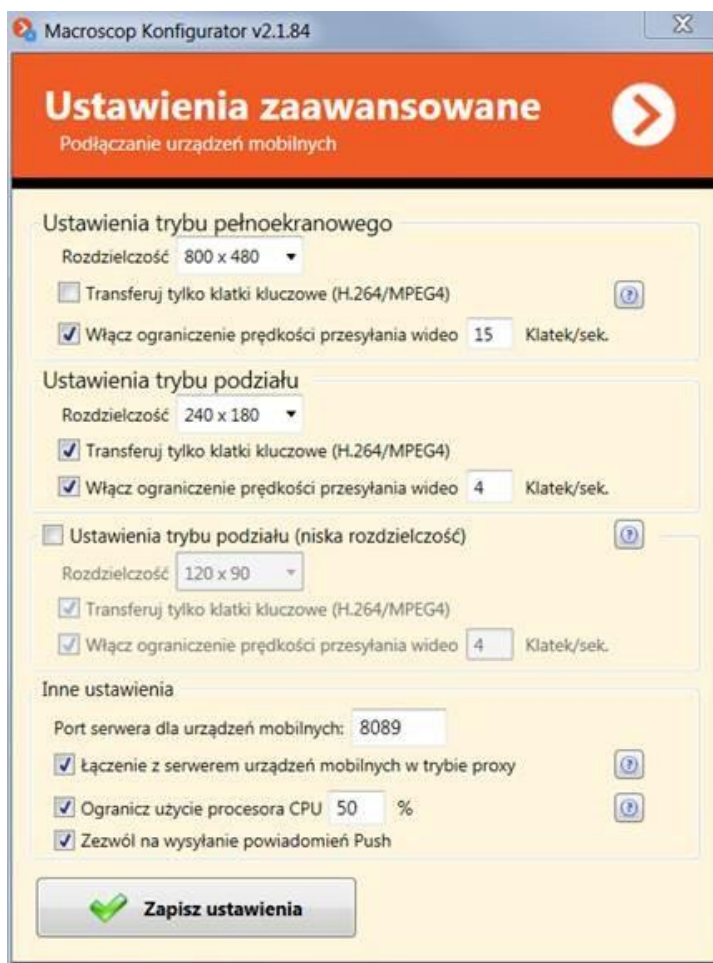 Macroscop Konfigurator v2.1.84
Ustawienia zaawansowane
Podłączanie urządzeń mobilnych
Ustawienia trybu pełnoekranowego
Rozdzielczość 800 x 480
Transferuj tylko klatki kluczowe (H.264/MPEG4)
Włącz ograniczenie prędkości przesyłania wideo 15 Klatek/sek.
Ustawienia trybu podziału
Rozdzielczość 240 x 180
Transferuj tylko klatki kluczowe (H.264/MPEG4)
Włącz ograniczenie prędkości przesyłania wideo 4 Klatek/sek.
Ustawienia trybu podziału (niska rozdzielczość)
Rozdzielczość 120 x 90
Transferuj tylko klatki kluczowe (H.264/MPEG4)
Włącz ograniczenie prędkości przesyłania wideo 4 Klatek/sek.
Inne ustawienia
Port serwera dla urządzeń mobilnych: 8089
Łączenie z serwerem urządzeń mobilnych w trybie proxy
Ogranicz użycie procesora CPU 50 %
Zezwól na wysyłanie powiadomień Push
Zapisz ustawienia